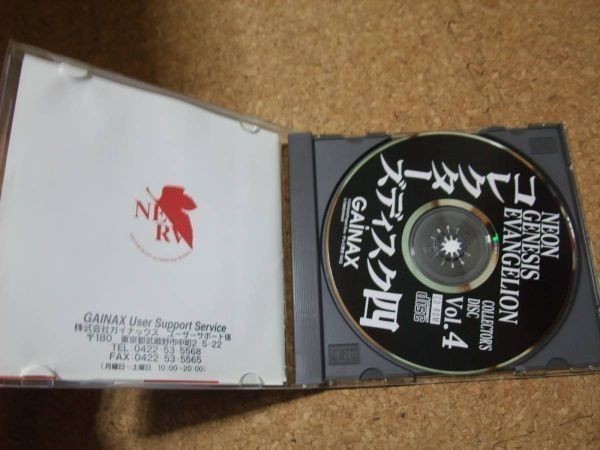 NERV
GAINAX User Support Service
株式会社ガイナックス ユーザーサポート係
〒180 東京都武蔵野市中町2-5-22
TEL:0422-53-5568
FAX:0422-53-5565
(月曜日―土曜日 10:00~20:00)
NEON
GENESIS
EVANGELION
コレクター
ズディスク四
COLLECTOR'S
DISC
Vol.4
GAINAX
disc